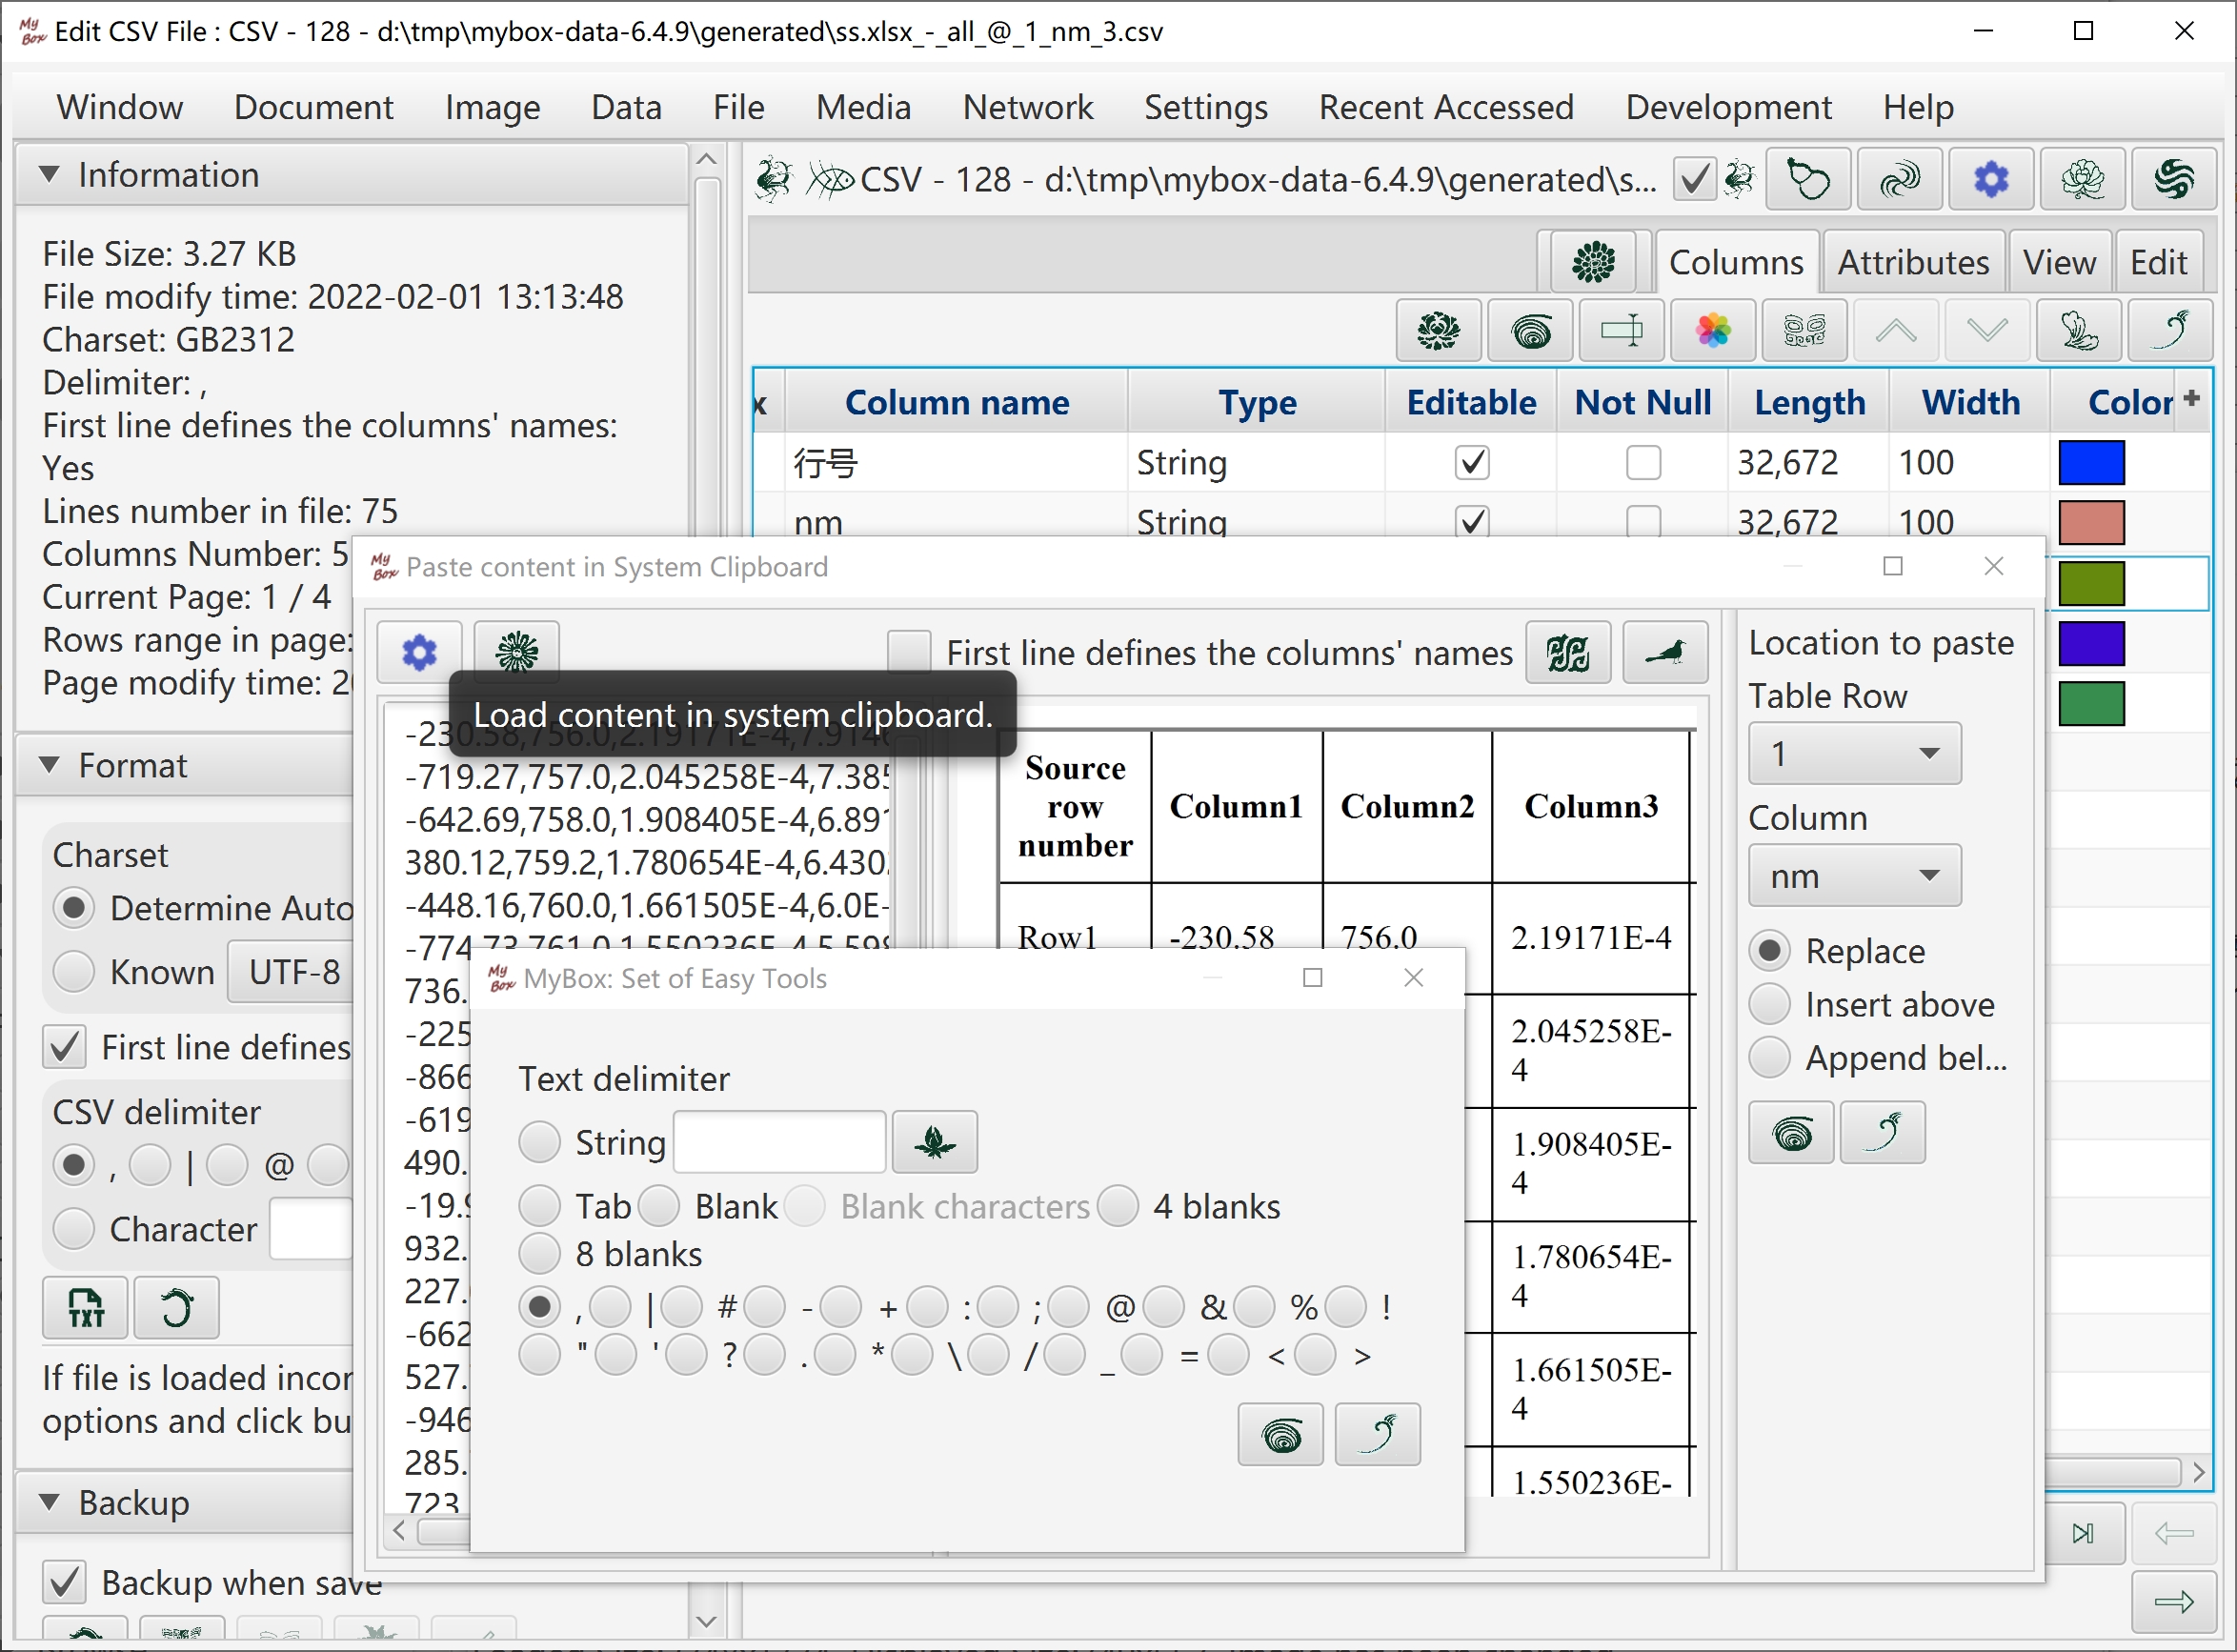 Edit CSV File : CSV - 128 - d:\tmp\mybox-data-6.4.9\generated\ss.xlsx_-_all_@_1_nm_3.csv
Window Document Image Data File Media Network Settings Recent Accessed Development Help
Information
File Size: 3.27 KB
File modify time: 2022-02-01 13:13:48
Charset: GB2312
Delimiter: ,
First line defines the columns' names:
Yes
Lines number in file: 75
Columns Number: 5
Current Page: 1 / 4
Rows range in page:
Page modify time: 2
Format
Charset
Determine Auto
Known UTF-8
First line defines
CSV delimiter
, | @
Character
TXT
If file is loaded incor
options and click bu
Backup
Backup when save
CSV - 128 - d:\tmp\mybox-data-6.4.9\generated\s...
Columns Attributes View Edit
x Column name Type Editable Not Null Length Width Color +
行号 String 32,672 100
nm String 32,672 100
My Box Paste content in System Clipboard
First line defines the columns' names
Load content in system clipboard.
-230.58,756.0,2.19171E-4,7.9146
-719.27,757.0,2.045258E-4,7.385
-642.69,758.0,1.908405E-4,6.891
380.12,759.2,1.780654E-4,6.430
-448.16,760.0,1.661505E-4,6.0E-
-774.73,761.0,1.550236E-4,5.598
736.
-225
-866
-619
490.
-19.9
932.
227.
-662
527.
-946
285.
723
Source row number Column1 Column2 Column3
Row1 -230.58 756.0 2.19171E-4
2.045258E-
4
1.908405E-
4
1.780654E-
4
1.661505E-
4
1.550236E-
Location to paste
Table Row
1
Column
nm
Replace
Insert above
Append bel...
My Box MyBox: Set of Easy Tools
Text delimiter
String
Tab Blank Blank characters 4 blanks
8 blanks
, | # - + : ; @ & % !
" ' ? . * \ / _ = < >